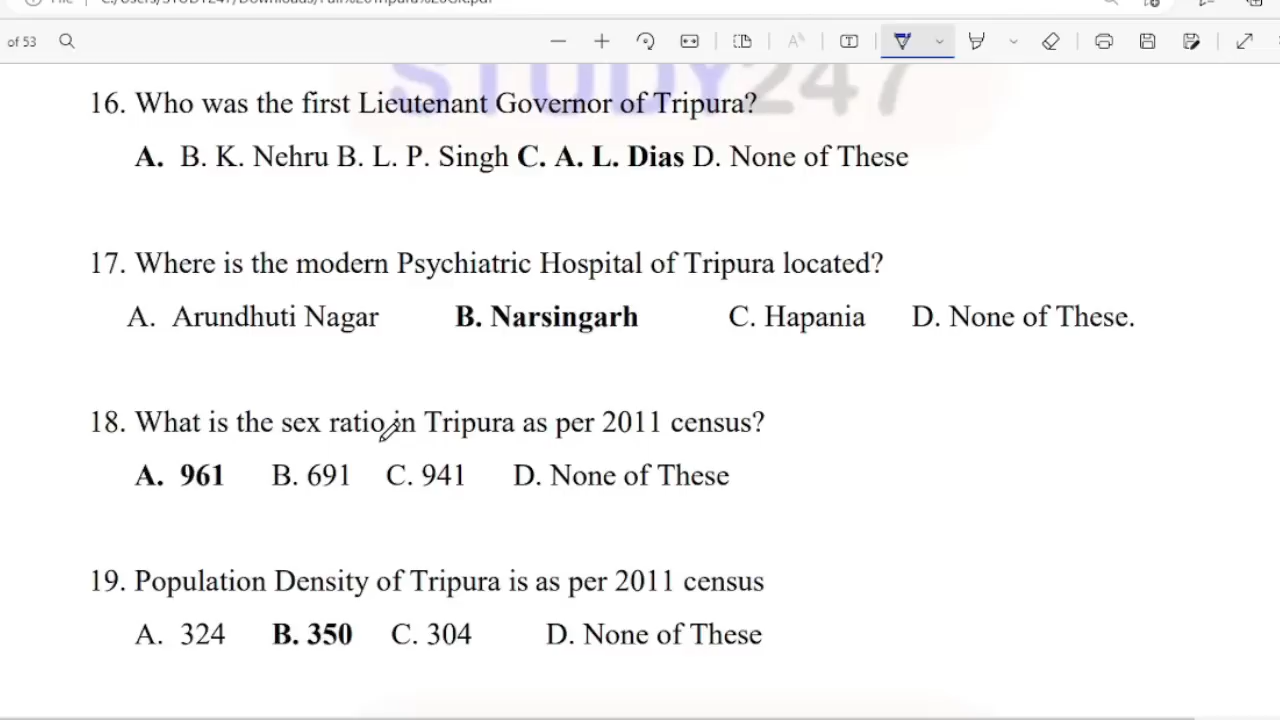 of 53
STUDY247
16. Who was the first Lieutenant Governor of Tripura?
A. B. K. Nehru B. L. P. Singh C. A. L. Dias D. None of These
17. Where is the modern Psychiatric Hospital of Tripura located?
A. Arundhuti Nagar B. Narsingarh C. Hapania D. None of These.
18. What is the sex ratio in Tripura as per 2011 census?
A. 961 B. 691 C. 941 D. None of These
19. Population Density of Tripura is as per 2011 census
A. 324 B. 350 C. 304 D. None of These